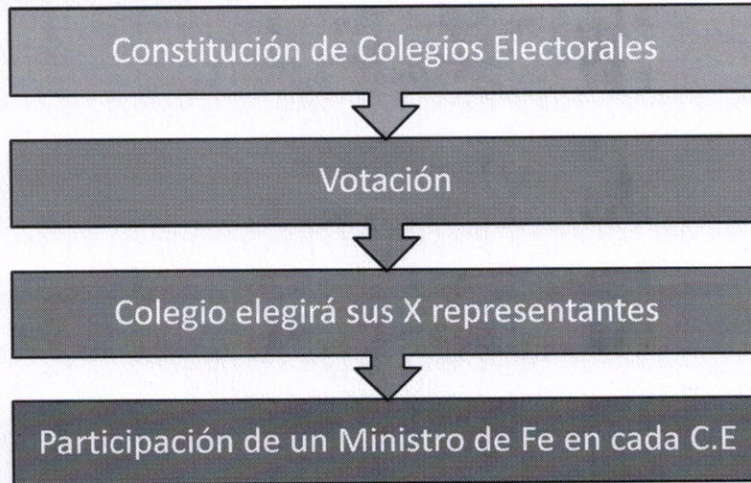 Constitución de Colegios Electorales
Votación
Colegio elegirá sus X representantes
Participación de un Ministro de Fe en cada C.E